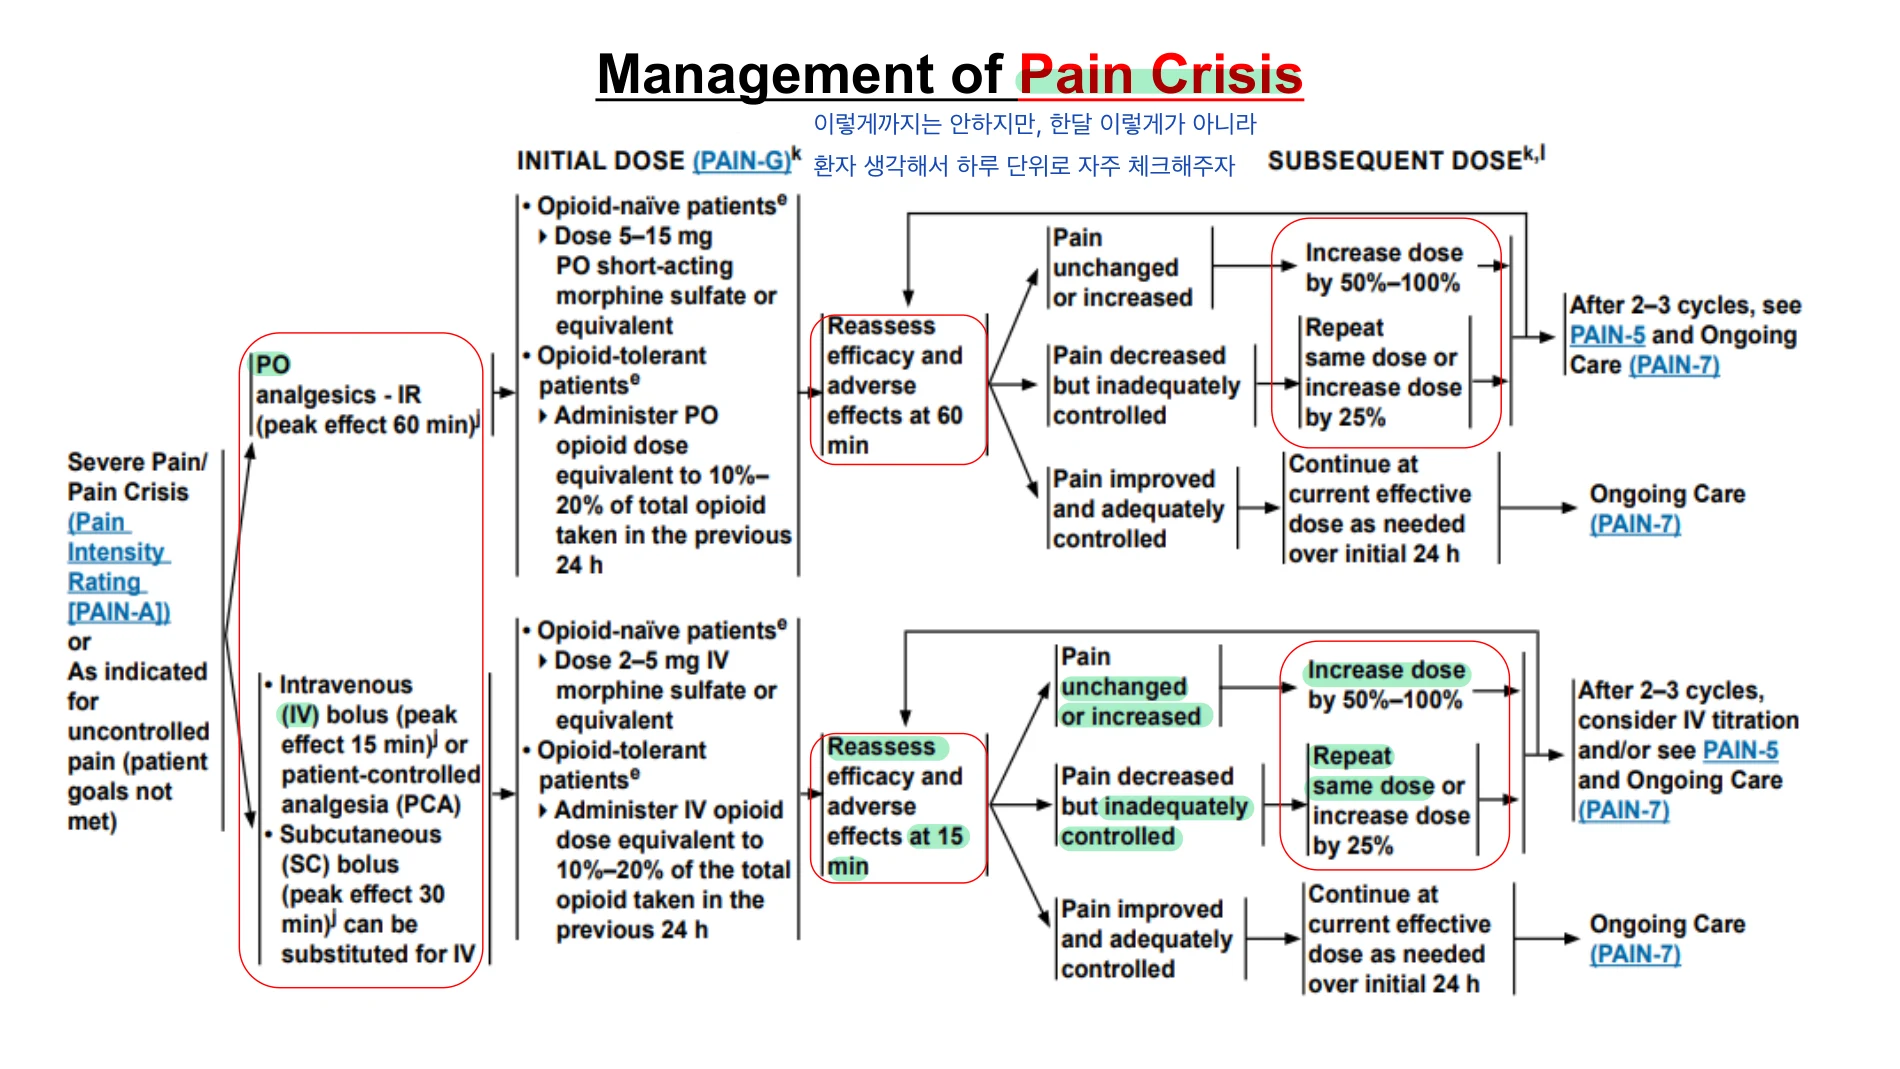 Management of Pain Crisis
이렇게까지는 안하지만, 한달 이렇게가 아니라
환자 생각해서 하루 단위로 자주 체크해주자
INITIAL DOSE (PAIN-G)k
SUBSEQUENT DOSEk,l
Severe Pain/
Pain Crisis
(Pain
Intensity
Rating
[PAIN-A])
or
As indicated
for
uncontrolled
pain (patient
goals not
met)
PO
analgesics - IR
(peak effect 60 min)j
• Opioid-naïve patientse
Dose 5–15 mg
PO short-acting
morphine sulfate or
equivalent
• Opioid-tolerant
patientse
Administer PO
opioid dose
equivalent to 10%–
20% of total opioid
taken in the previous
24 h
Reassess
efficacy and
adverse
effects at 60
min
Pain
unchanged
or increased
Increase dose
by 50%–100%
Pain decreased
but inadequately
controlled
Repeat
same dose or
increase dose
by 25%
After 2–3 cycles, see
PAIN-5 and Ongoing
Care (PAIN-7)
Pain improved
and adequately
controlled
Continue at
current effective
dose as needed
over initial 24 h
Ongoing Care
(PAIN-7)
• Intravenous
(IV) bolus (peak
effect 15 min)j or
patient-controlled
analgesia (PCA)
• Subcutaneous
(SC) bolus
(peak effect 30
min)j can be
substituted for IV
• Opioid-naïve patientse
Dose 2–5 mg IV
morphine sulfate or
equivalent
• Opioid-tolerant
patientse
Administer IV opioid
dose equivalent to
10%–20% of the total
opioid taken in the
previous 24 h
Reassess
efficacy and
adverse
effects at 15
min
Pain
unchanged
or increased
Increase dose
by 50%–100%
Pain decreased
but inadequately
controlled
Repeat
same dose or
increase dose
by 25%
After 2–3 cycles,
consider IV titration
and/or see PAIN-5
and Ongoing Care
(PAIN-7)
Pain improved
and adequately
controlled
Continue at
current effective
dose as needed
over initial 24 h
Ongoing Care
(PAIN-7)